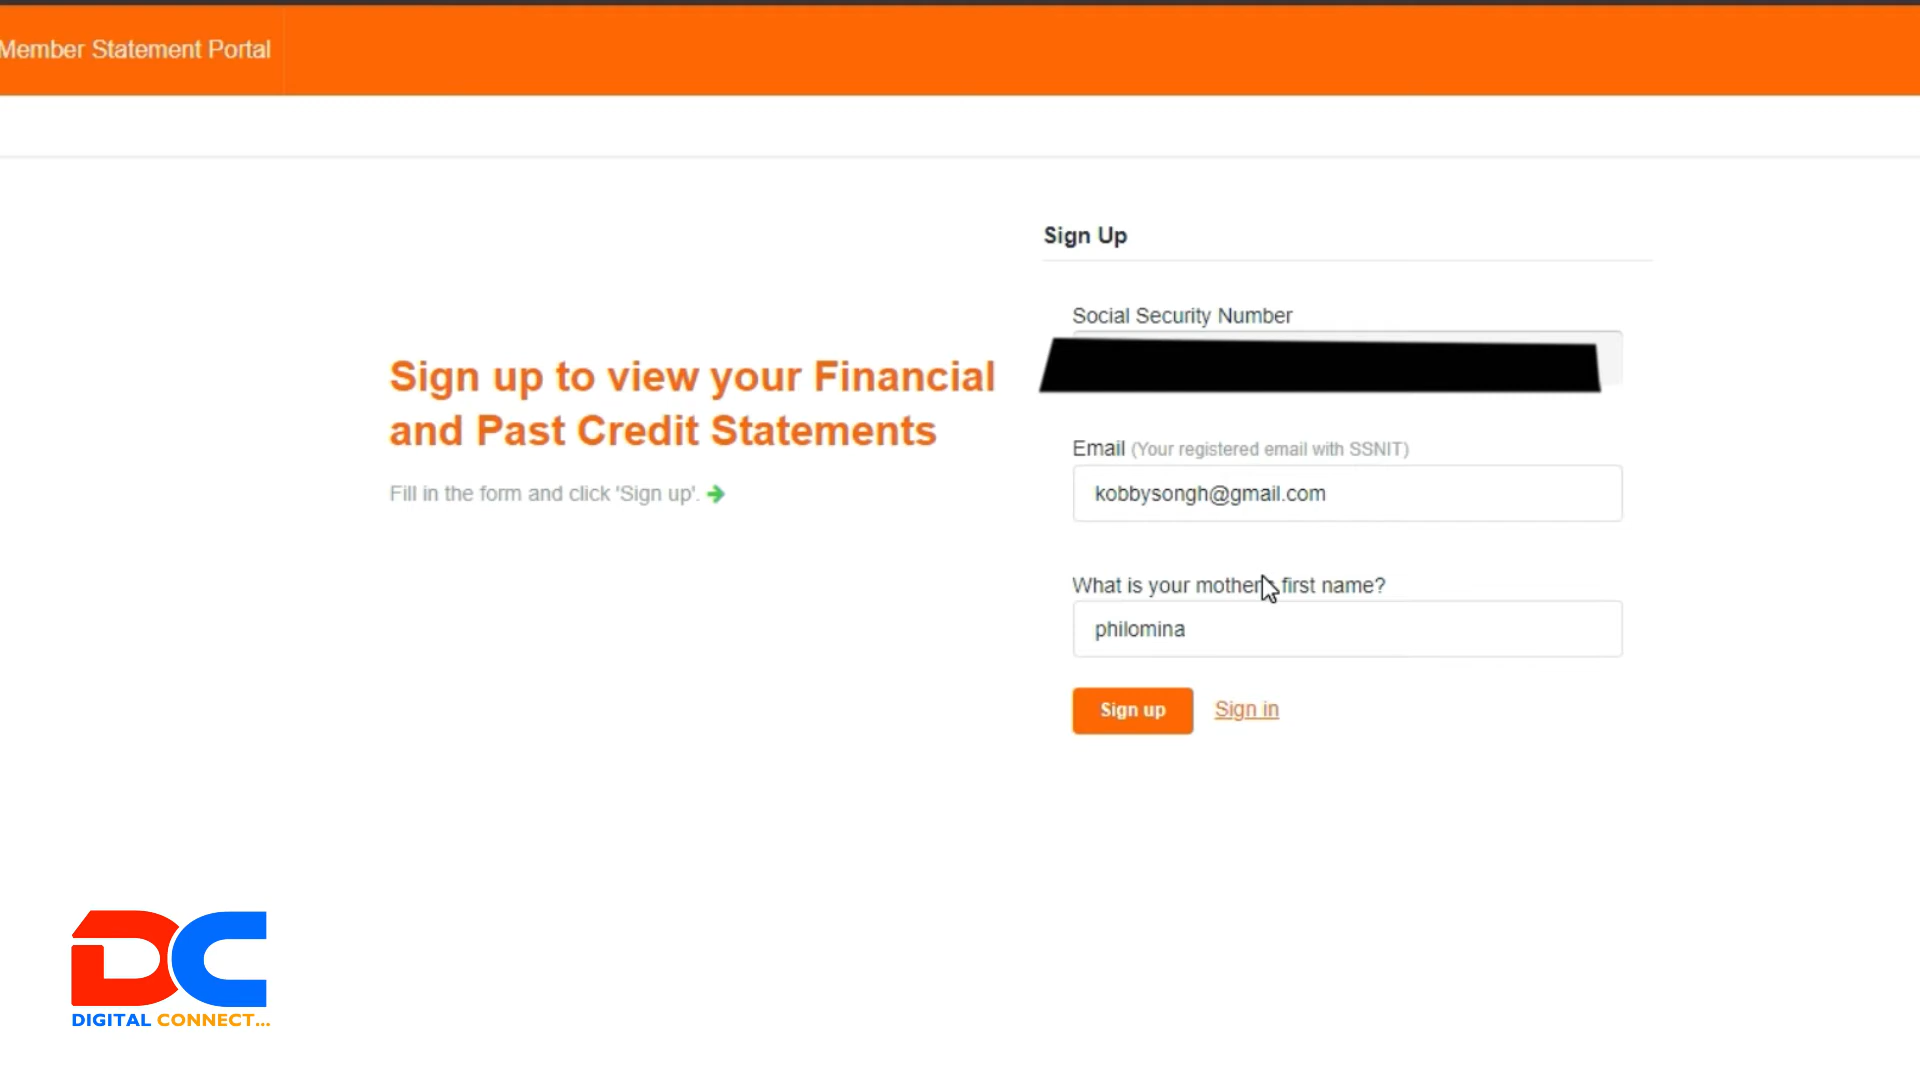 Member Statement Portal
Sign Up
Social Security Number
Sign up to view your Financial
and Past Credit Statements
Fill in the form and click 'Sign up'.
Email (Your registered email with SSNIT)
kobbysongh@gmail.com
What is your mother's first name?
philomina
Sign up Sign in
DC
DIGITAL CONNECT...